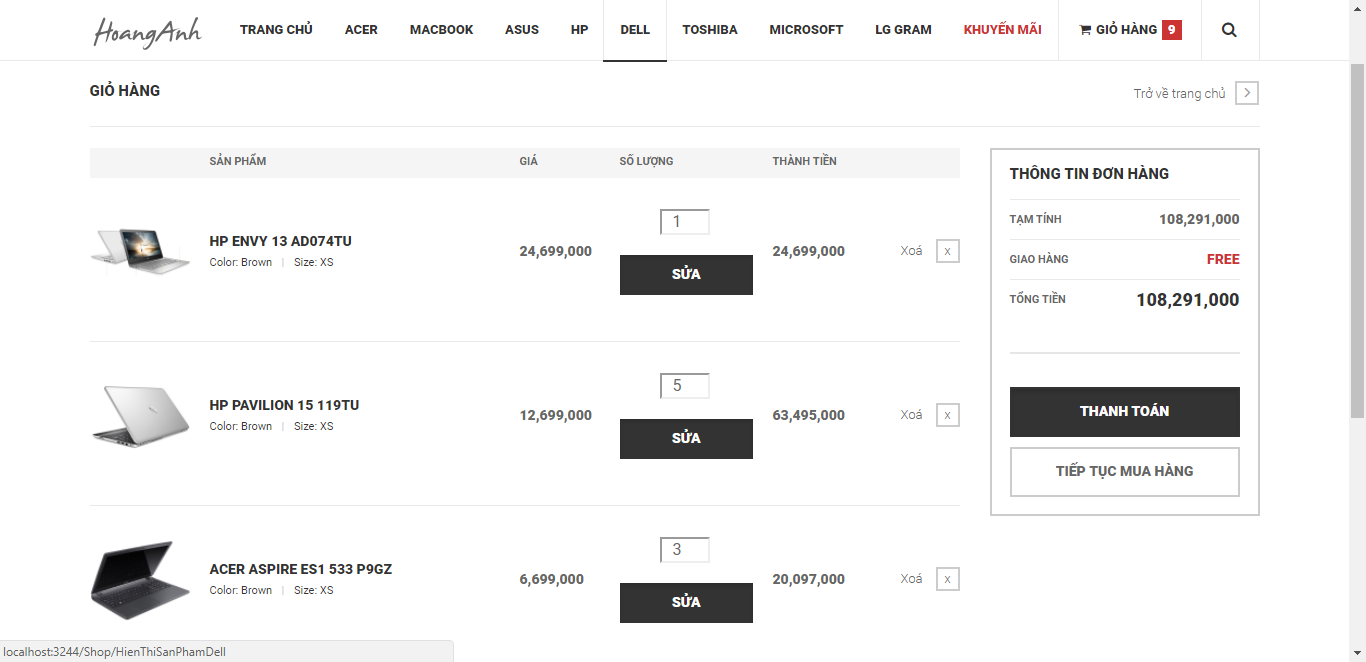 HoangAnh TRANG CHỦ ACER MACBOOK ASUS HP DELL TOSHIBA MICROSOFT LG GRAM KHUYẾN MÃI GIỎ HÀNG 9
GIỎ HÀNG
Trở về trang chủ >
SẢN PHẨM GIÁ SỐ LƯỢNG THÀNH TIỀN
HP ENVY 13 AD074TU
Color: Brown | Size: XS
24,699,000
1
SỬA
24,699,000
Xoá x
HP PAVILION 15 119TU
Color: Brown | Size: XS
12,699,000
5
SỬA
63,495,000
Xoá x
ACER ASPIRE ES1 533 P9GZ
Color: Brown | Size: XS
6,699,000
3
SỬA
20,097,000
Xoá x
THÔNG TIN ĐƠN HÀNG
TẠM TÍNH 108,291,000
GIAO HÀNG FREE
TỔNG TIỀN 108,291,000
THANH TOÁN
TIẾP TỤC MUA HÀNG
localhost:3244/Shop/HienThiSanPhamDell